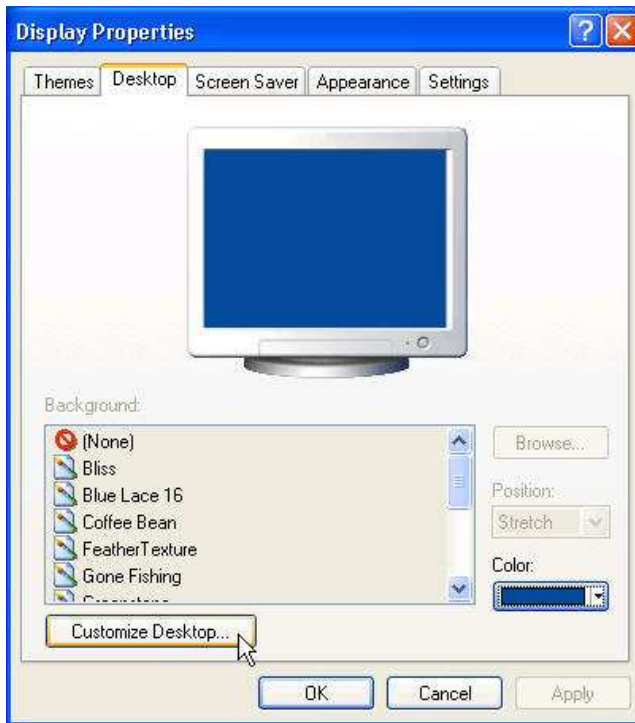 Display Properties
Themes Desktop Screen Saver Appearance Settings
Background:
(None)
Bliss
Blue Lace 16
Coffee Bean
FeatherTexture
Gone Fishing
Browse...
Position:
Stretch
Color:
Customize Desktop...
OK Cancel Apply